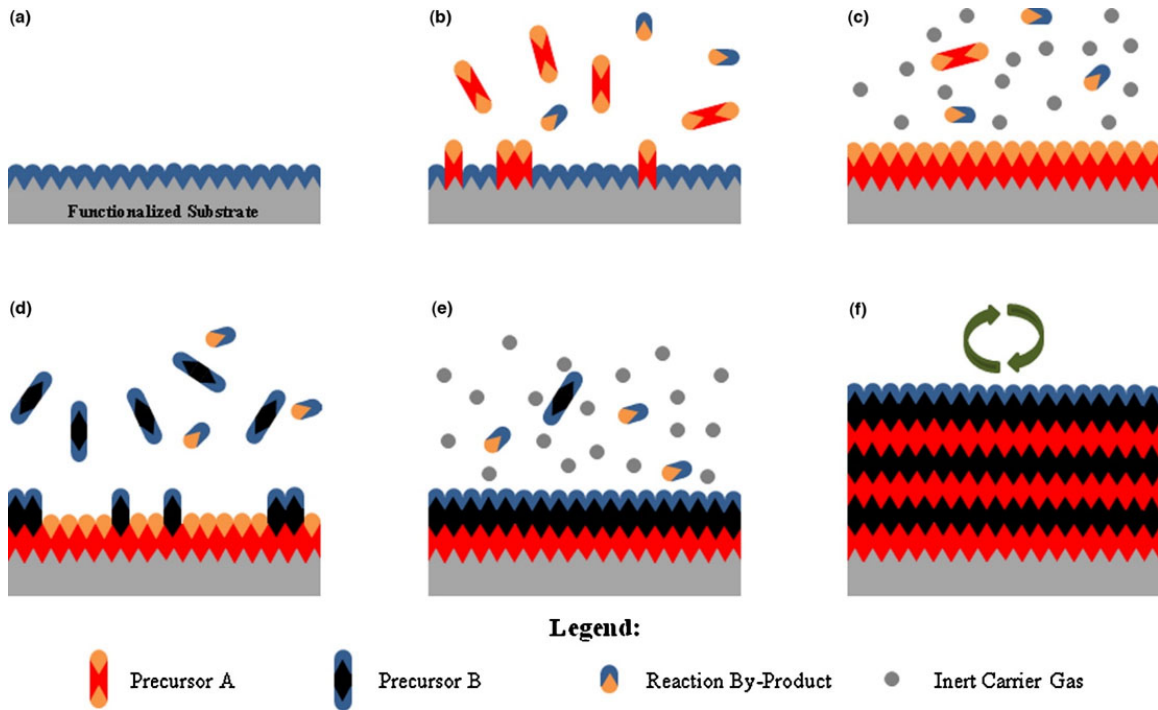 (a)
(b)
(c)
Functionalized Substrate
(d)
(e)
(f)
Legend:
Precursor A
Precursor B
Reaction By-Product
Inert Carrier Gas